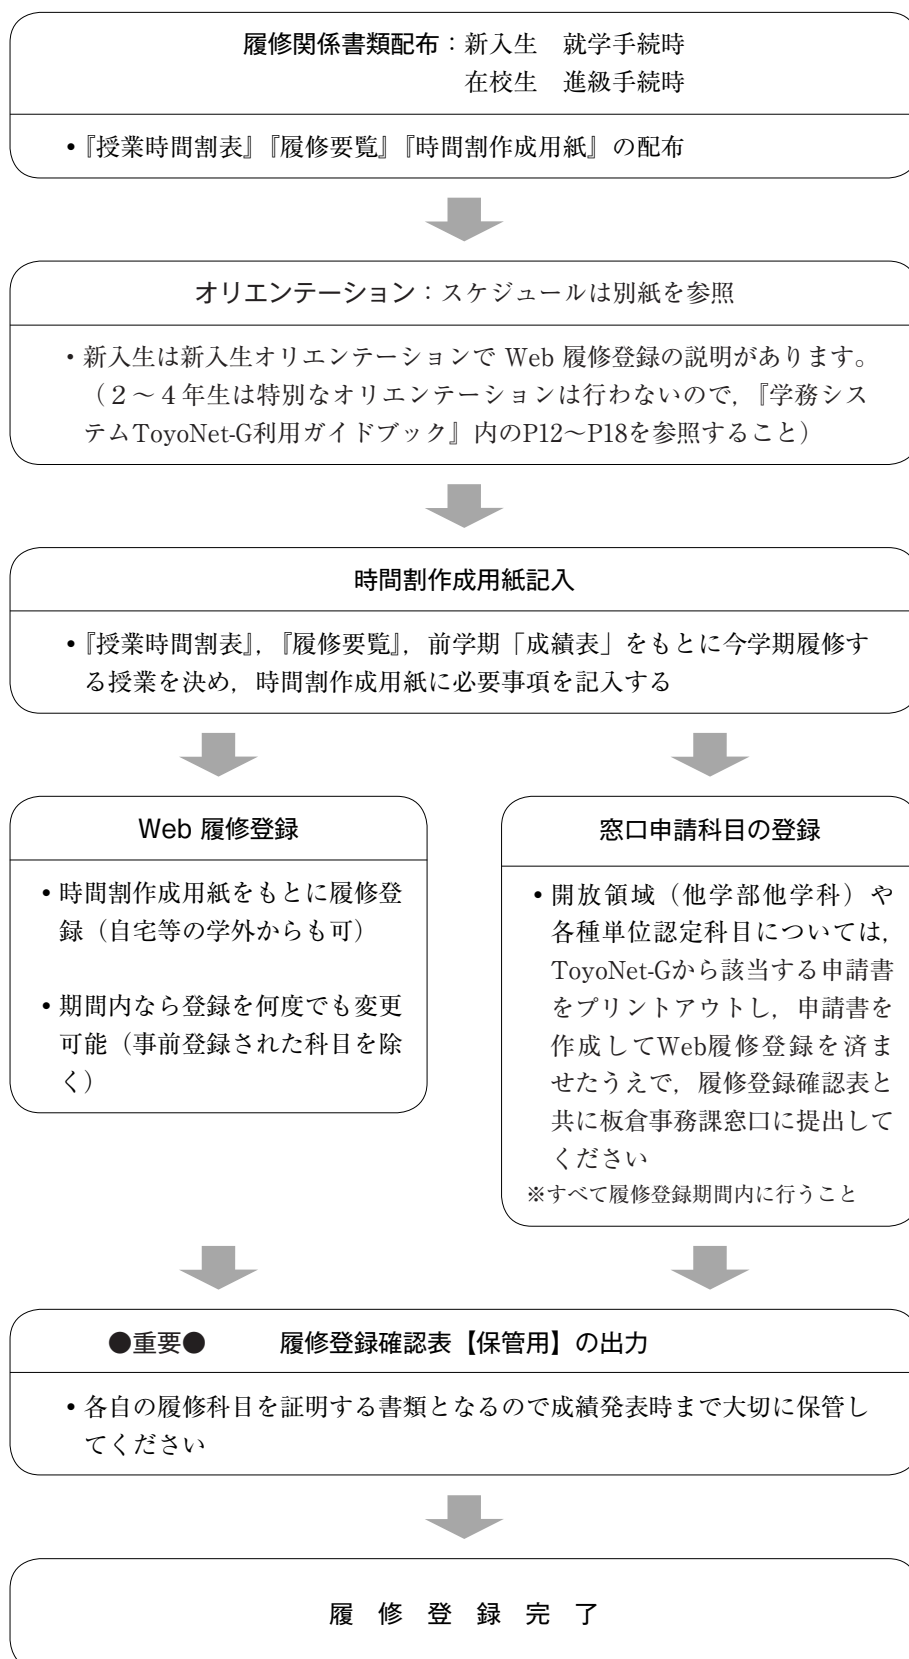 履修関係書類配布：新入生　就学手続時
在校生　進級手続時
•『授業時間割表』『履修要覧』『時間割作成用紙』の配布
オリエンテーション：スケジュールは別紙を参照
・新入生は新入生オリエンテーションで Web 履修登録の説明があります。
（２～４年生は特別なオリエンテーションは行わないので，『学務シス
テムToyoNet-G利用ガイドブック』内のP12～P18を参照すること）
時間割作成用紙記入
•『授業時間割表』，『履修要覧』，前学期「成績表」をもとに今学期履修す
る授業を決め，時間割作成用紙に必要事項を記入する
Web 履修登録
• 時間割作成用紙をもとに履修登
録（自宅等の学外からも可）
• 期間内なら登録を何度でも変更
可能（事前登録された科目を除
く）
窓口申請科目の登録
• 開放領域（他学部他学科）や
各種単位認定科目については，
ToyoNet-Gから該当する申請書
をプリントアウトし，申請書を
作成してWeb履修登録を済ま
せたうえで，履修登録確認表と
共に板倉事務課窓口に提出して
ください
※すべて履修登録期間内に行うこと
●重要●　履修登録確認表【保管用】の出力
• 各自の履修科目を証明する書類となるので成績発表時まで大切に保管し
てください
履　修　登　録　完　了